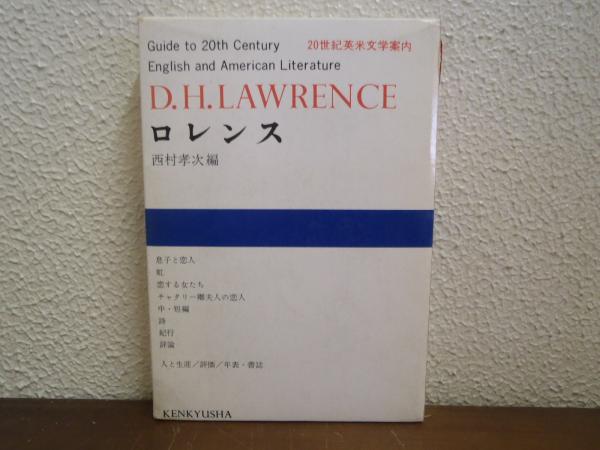 Guide to 20th Century 20世紀英米文学案内
English and American Literature
D.H.LAWRENCE
ロレンス
西村孝次編
息子と恋人
虹
恋する女たち
チャタリー卿夫人の恋人
中・短編
詩
紀行
評論
人と生涯/評価/年表・書誌
KENKYUSHA